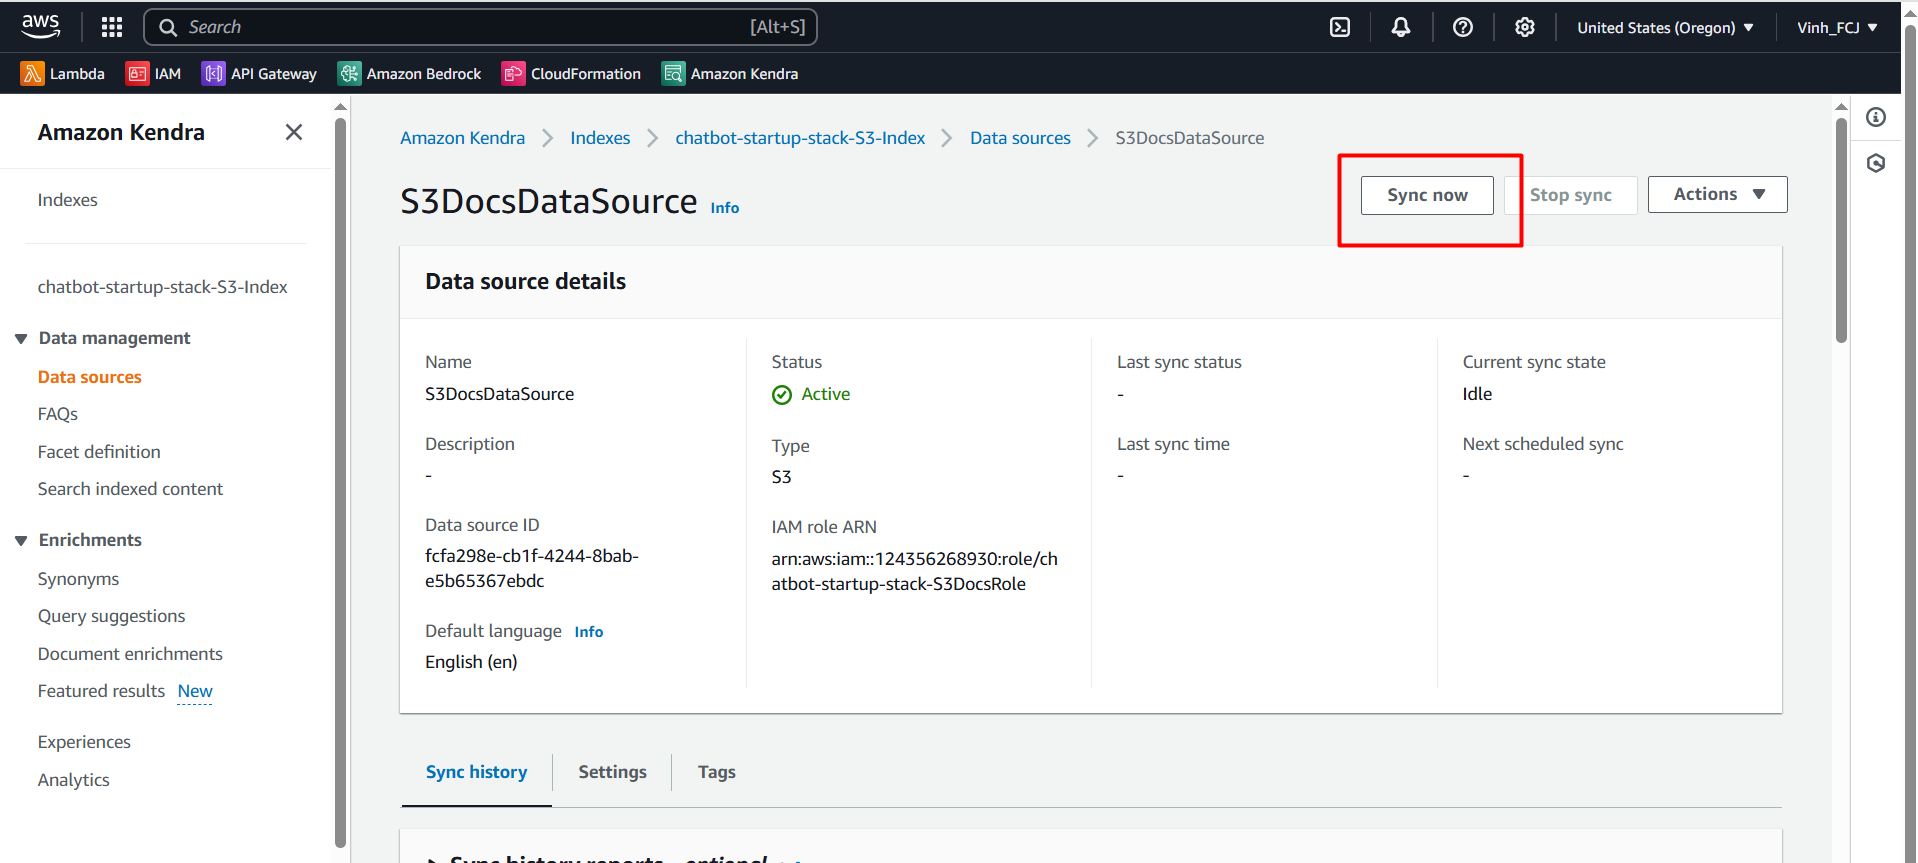 aws
Search [Alt+S]
United States (Oregon) Vinh_FCJ
Lambda IAM API Gateway Amazon Bedrock CloudFormation Amazon Kendra
Amazon Kendra
Indexes
chatbot-startup-stack-S3-Index
Data management
Data sources
FAQs
Facet definition
Search indexed content
Enrichments
Synonyms
Query suggestions
Document enrichments
Featured results New
Experiences
Analytics
Amazon Kendra Indexes chatbot-startup-stack-S3-Index Data sources S3DocsDataSource
S3DocsDataSource Info
Sync now Stop sync Actions
Data source details
Name
S3DocsDataSource
Description
-
Data source ID
fcfa298e-cb1f-4244-8bab-
e5b65367ebdc
Default language Info
English (en)
Status
Active
Type
S3
IAM role ARN
arn:aws:iam::124356268930:role/ch
atbot-startup-stack-S3DocsRole
Last sync status
-
Last sync time
-
Current sync state
Idle
Next scheduled sync
-
Sync history Settings Tags
Sync history reports - optional